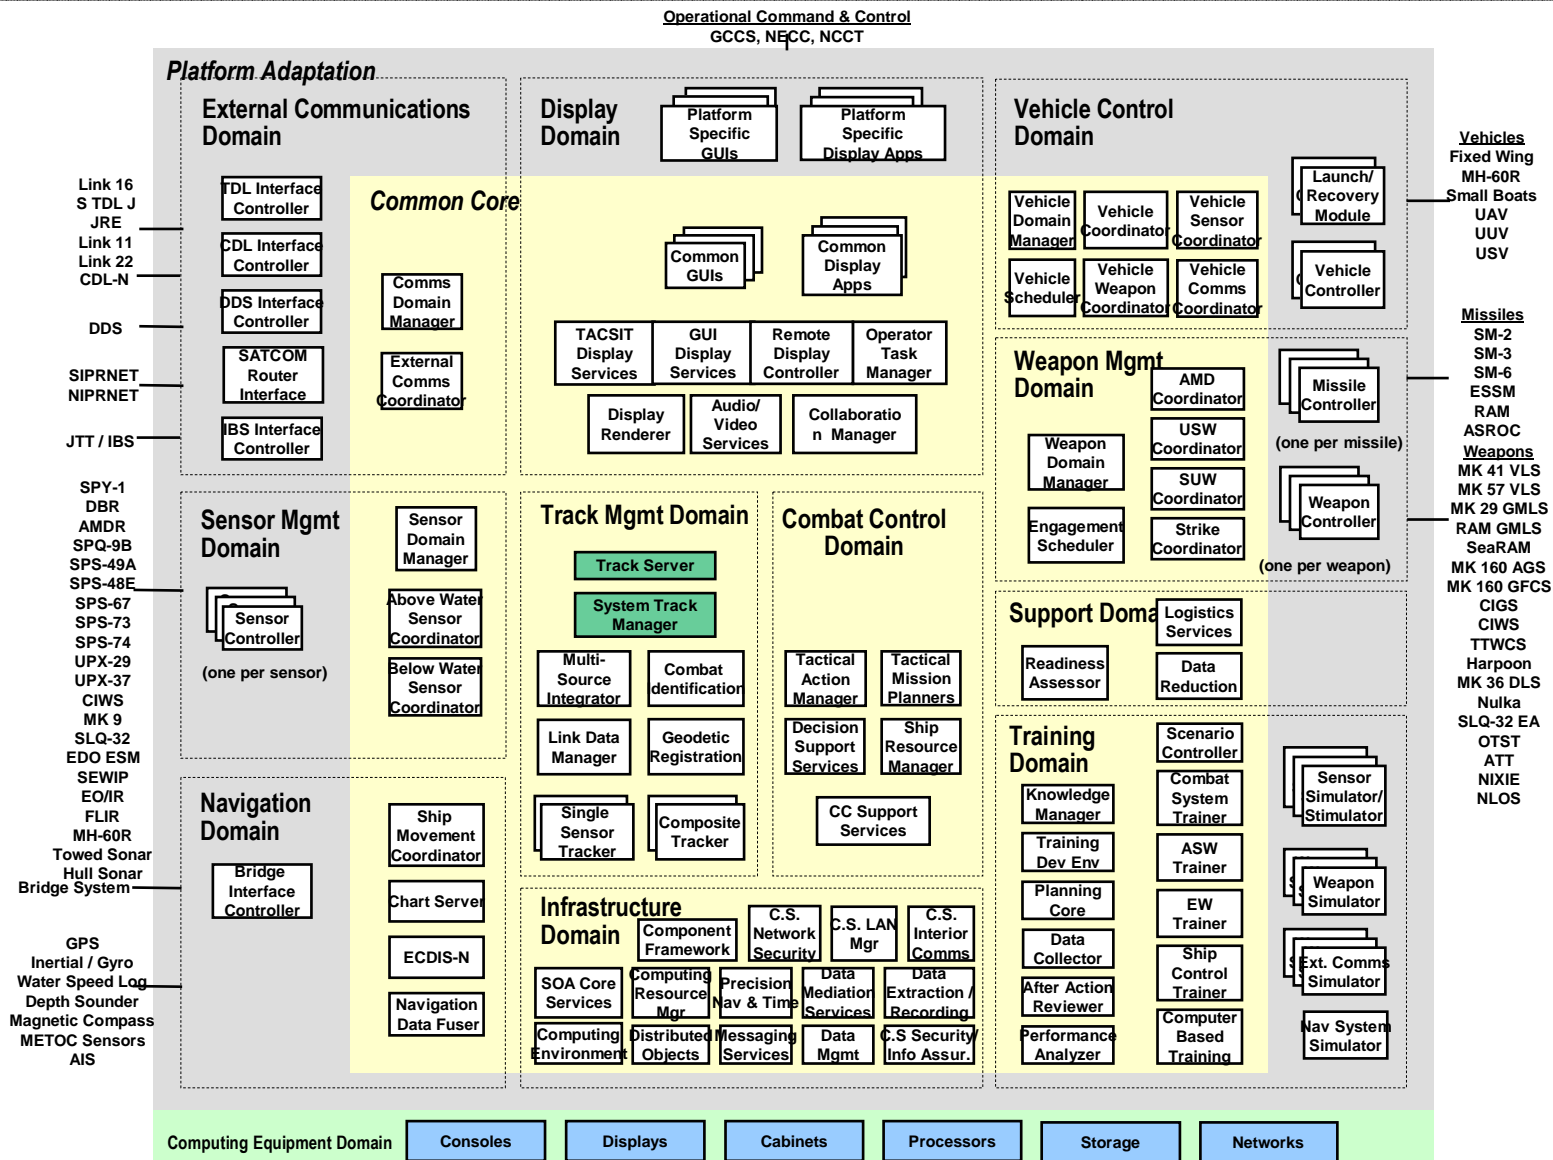 Operational Command & Control
GCCS, NECC, NCCT
Platform Adaptation
External Communications
Domain
TDL Interface
Controller
CDL Interface
Controller
DDS Interface
Controller
SATCOM
Router
Interface
IBS Interface
Controller
Comms
Domain
Manager
External
Comms
Coordinator
Common Core
Display
Domain
Platform
Specific
GUIs
Platform
Specific
Display Apps
Common
GUIs
Common
Display
Apps
TACSIT
Display
Services
GUI
Display
Services
Remote
Display
Controller
Operator
Task
Manager
Display
Renderer
Audio/
Video
Services
Collaboratio
n Manager
Vehicle Control
Domain
Vehicle
Domain
Manager
Vehicle
Coordinator
Vehicle
Sensor
Coordinator
Vehicle
Scheduler
Vehicle
Weapon
Coordinator
Vehicle
Comms
Coordinator
Launch/
Recovery
Module
Vehicle
Controller
Weapon Mgmt
Domain
AMD
Coordinator
USW
Coordinator
SUW
Coordinator
Strike
Coordinator
Weapon
Domain
Manager
Engagement
Scheduler
Missile
Controller
(one per missile)
Weapon
Controller
(one per weapon)
Link 16
S TDL J
JRE
Link 11
Link 22
CDL-N
DDS
SIPRNET
NIPRNET
JTT / IBS
SPY-1
DBR
AMDR
SPQ-9B
SPS-49A
SPS-48E
SPS-67
SPS-73
SPS-74
UPX-29
UPX-37
CIWS
MK 9
SLQ-32
EDO ESM
SEWIP
EO/IR
FLIR
MH-60R
Towed Sonar
Hull Sonar
Bridge System
GPS
Inertial / Gyro
Water Speed Log
Depth Sounder
Magnetic Compass
METOC Sensors
AIS
Sensor Mgmt
Domain
Sensor
Controller
(one per sensor)
Sensor
Domain
Manager
Above Water
Sensor
Coordinator
Below Water
Sensor
Coordinator
Navigation
Domain
Bridge
Interface
Controller
Ship
Movement
Coordinator
Chart Server
ECDIS-N
Navigation
Data Fuser
Track Mgmt Domain
Track Server
System Track
Manager
Multi-
Source
Integrator
Combat
Identification
Link Data
Manager
Geodetic
Registration
Single
Sensor
Tracker
Composite
Tracker
Combat Control
Domain
Tactical
Action
Manager
Tactical
Mission
Planners
Decision
Support
Services
Ship
Resource
Manager
CC Support
Services
Infrastructure
Domain
Component
Framework
C.S.
Network
Security
C.S. LAN
Mgr
C.S.
Interior
Comms
SOA Core
Services
Computing
Resource
Mgr
Precision
Nav & Time
Data
Mediation
Services
Data
Extraction /
Recording
Computing
Environment
Distributed
Objects
Messaging
Services
Data
Mgmt
C.S Security/
Info Assur.
Support Doma
Logistics
Services
Readiness
Assessor
Data
Reduction
Training
Domain
Scenario
Controller
Knowledge
Manager
Combat
System
Trainer
Training
Dev Env
ASW
Trainer
Planning
Core
EW
Trainer
Data
Collector
Ship
Control
Trainer
After Action
Reviewer
Performance
Analyzer
Computer
Based
Training
Sensor
Simulator/
Stimulator
Weapon
Simulator
Ext. Comms
Simulator
Nav System
Simulator
Vehicles
Fixed Wing
MH-60R
Small Boats
UAV
UUV
USV
Missiles
SM-2
SM-3
SM-6
ESSM
RAM
ASROC
Weapons
MK 41 VLS
MK 57 VLS
MK 29 GMLS
RAM GMLS
SeaRAM
MK 160 AGS
MK 160 GFCS
CIGS
CIWS
TTWCS
Harpoon
MK 36 DLS
Nulka
SLQ-32 EA
OTST
ATT
NIXIE
NLOS
Computing Equipment Domain
Consoles
Displays
Cabinets
Processors
Storage
Networks